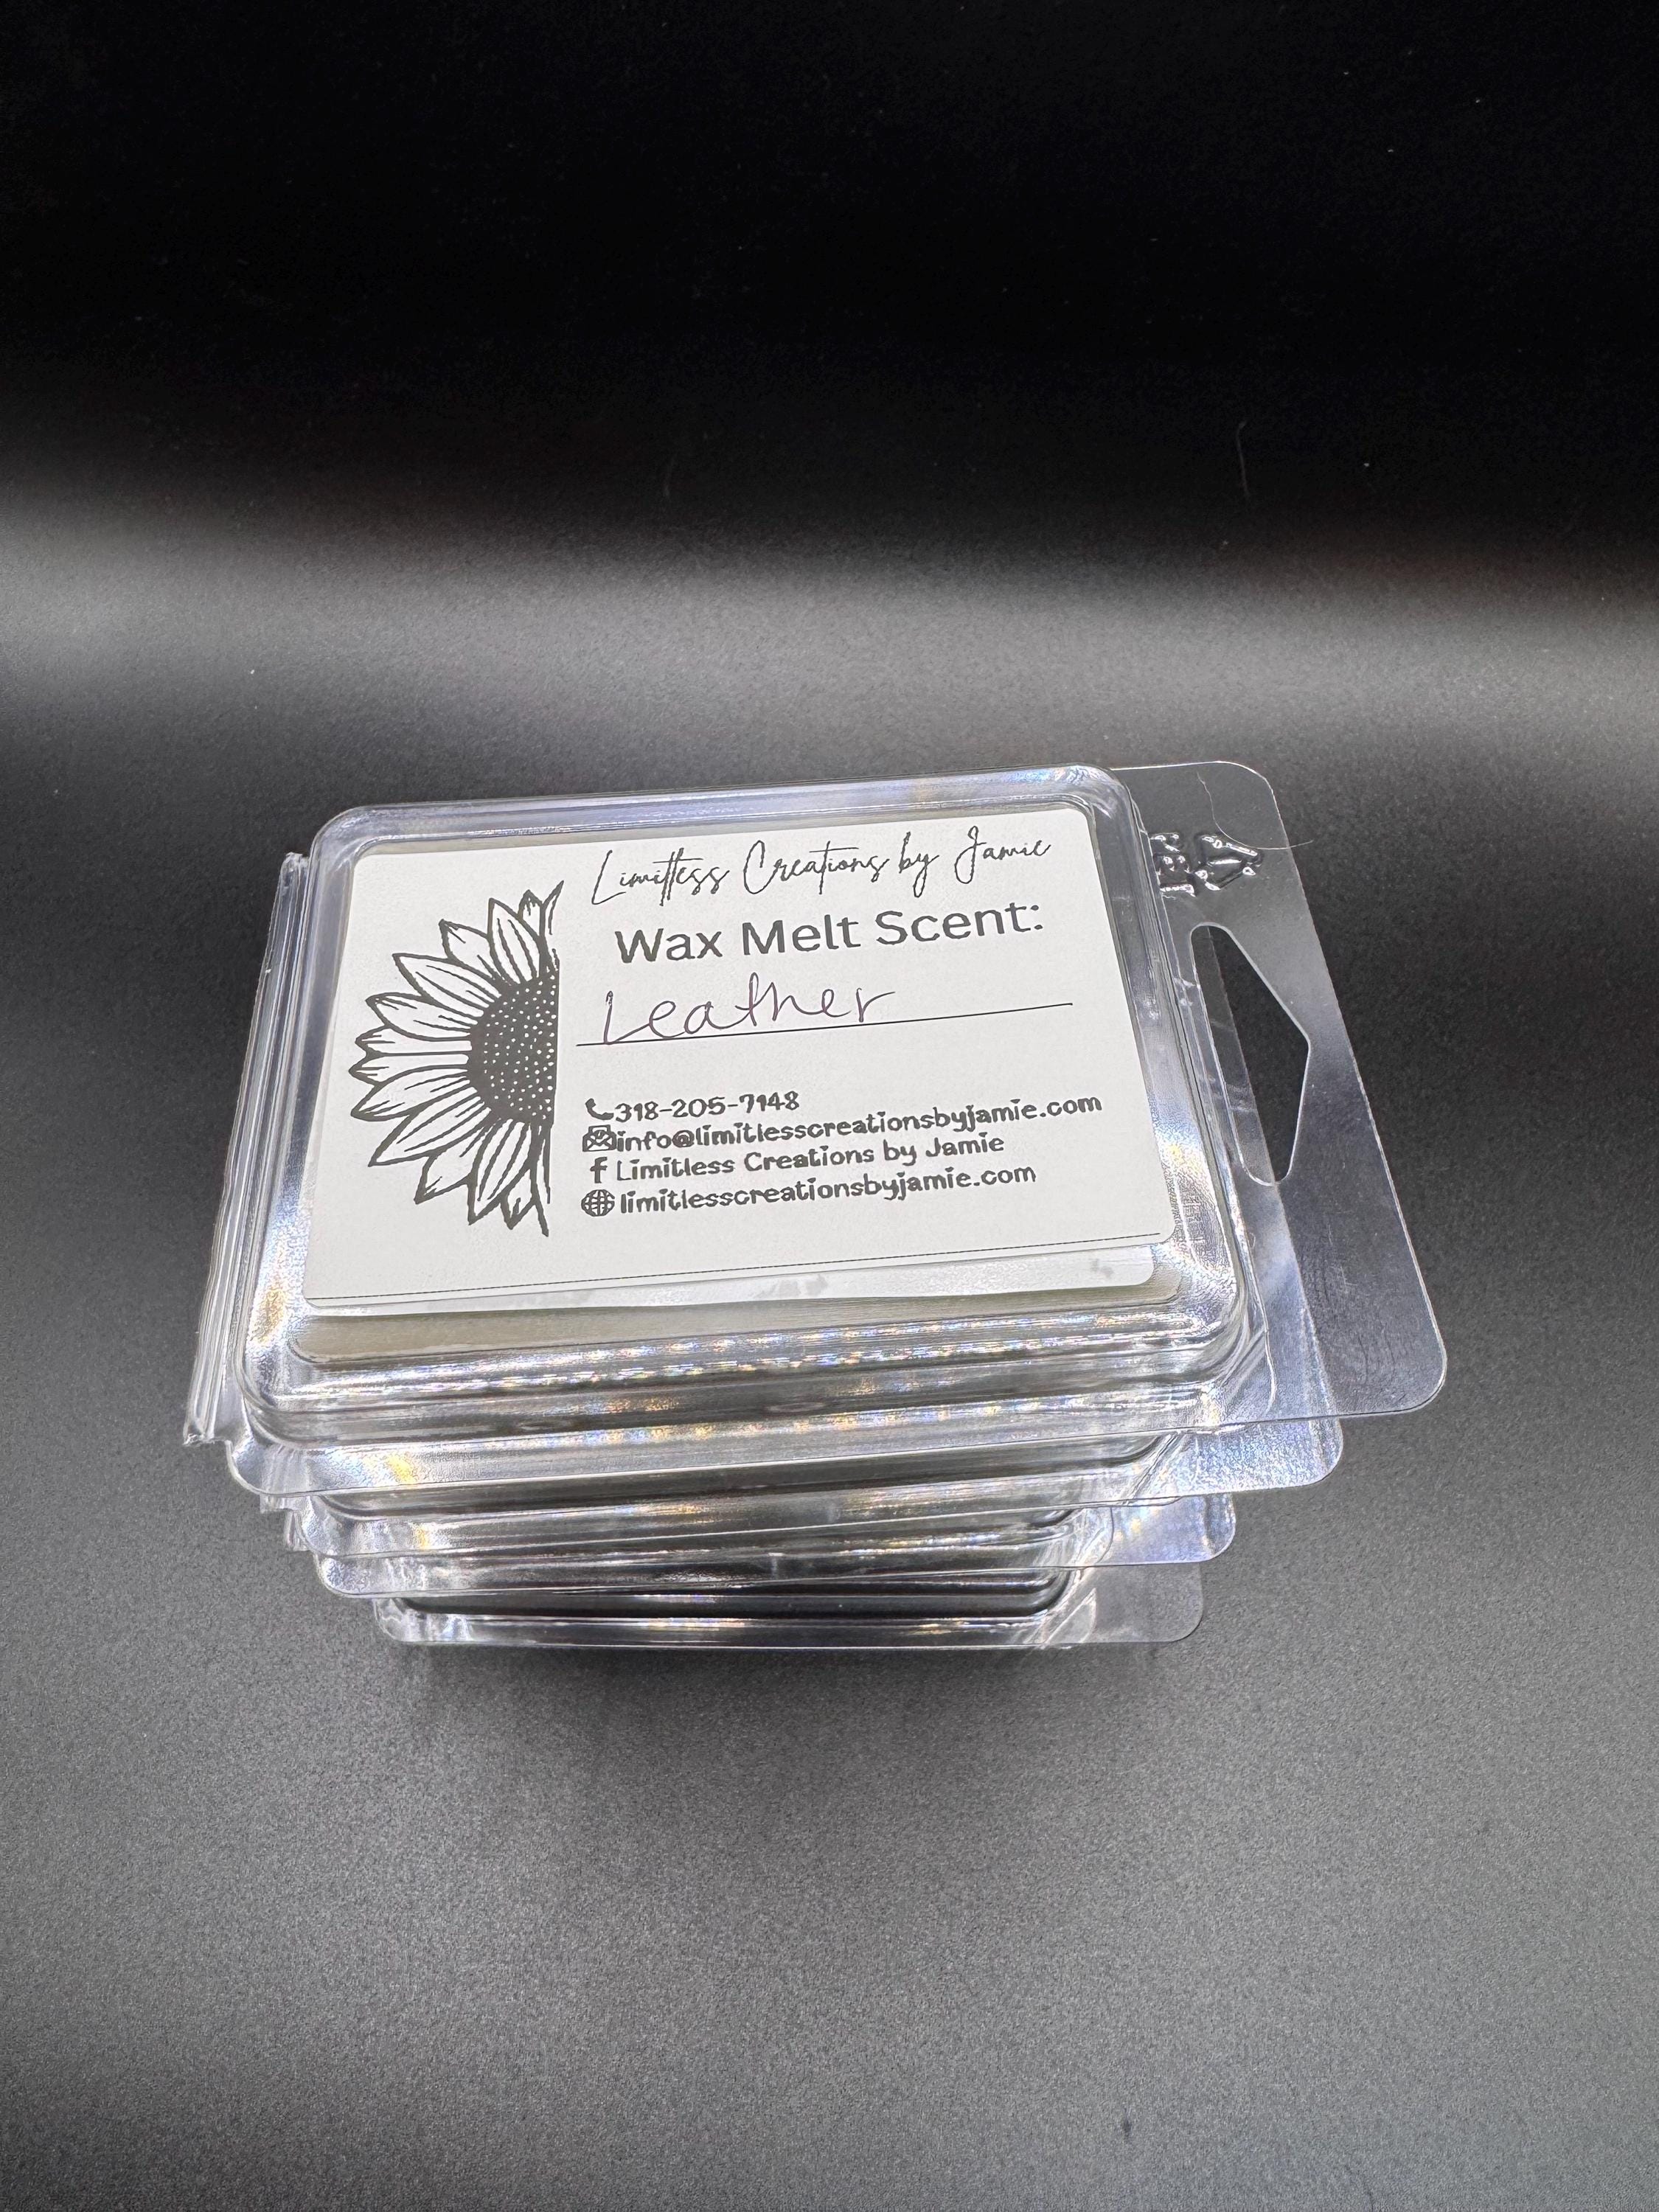 Limitless Creations by Jamie
Wax Melt Scent:
Leather
318-205-7148
info@limitlesscreationsbyjamie.com
f Limitless Creations by Jamie
limitlesscreationsbyjamie.com